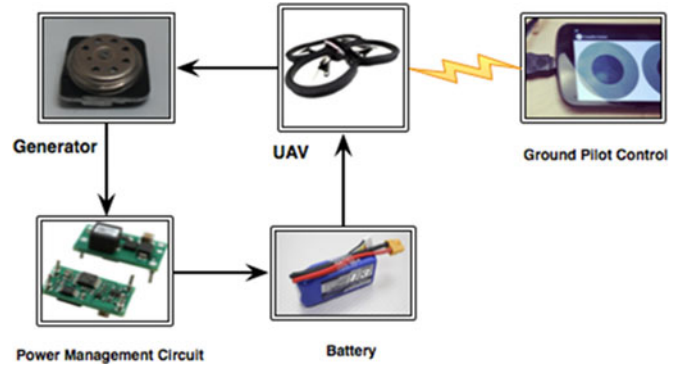 Generator
UAV
Ground Pilot Control
Power Management Circuit
Battery